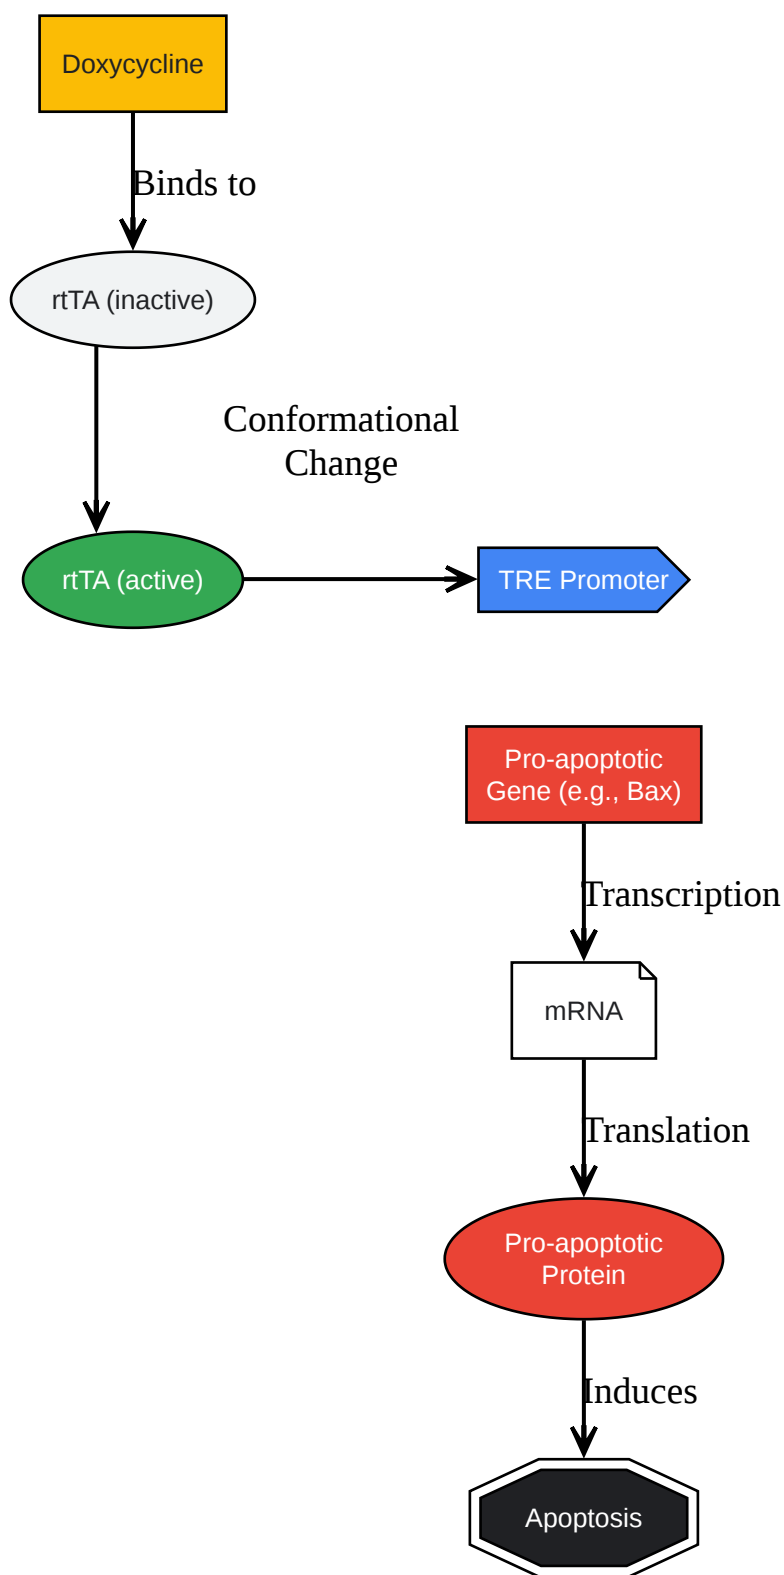 Doxycycline
Binds to
rtTA (inactive)
Conformational
Change
rtTA (active)
TRE Promoter
Pro-apoptotic
Gene (e.g., Bax)
Transcription
mRNA
Translation
Pro-apoptotic
Protein
Induces
Apoptosis